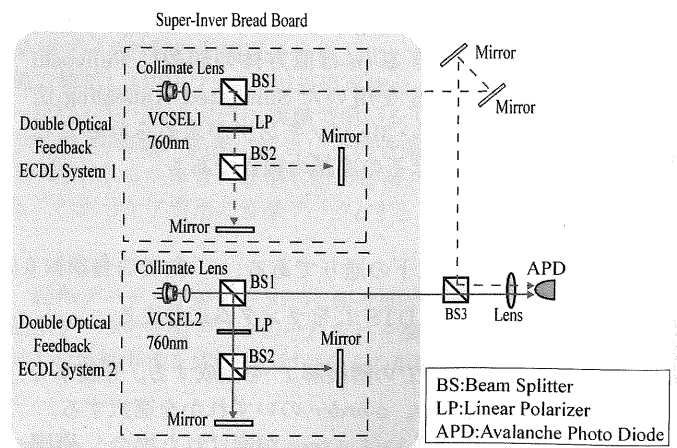 Super-Inver Bread Board
Collimate Lens
BS1
VCSEL1
760nm
LP
BS2
Mirror
Mirror
Double Optical
Feedback
ECDL System 1
Mirror
Mirror
Collimate Lens
BS1
VCSEL2
760nm
LP
BS2
Mirror
Mirror
Double Optical
Feedback
ECDL System 2
BS3
Lens
APD
BS:Beam Splitter
LP:Linear Polarizer
APD:Avalanche Photo Diode